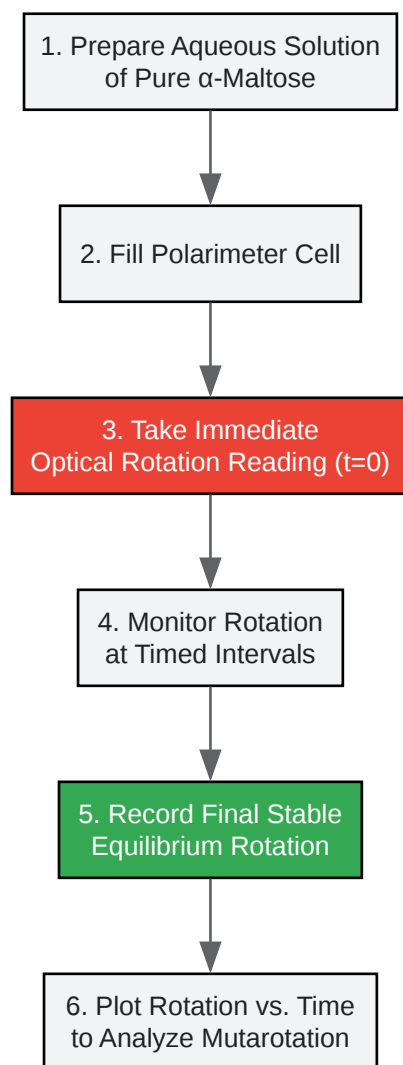 1. Prepare Aqueous Solution
of Pure α-Maltose
2. Fill Polarimeter Cell
3. Take Immediate
Optical Rotation Reading (t=0)
4. Monitor Rotation
at Timed Intervals
5. Record Final Stable
Equilibrium Rotation
6. Plot Rotation vs. Time
to Analyze Mutarotation